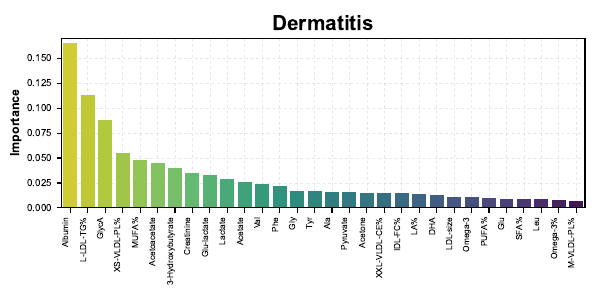 Dermatitis
Importance
0.150
0.125
0.100
0.075
0.050
0.025
0.000
Albumin
L-LDL-TG%
GlycA
XS-VLDL-PL%
MUFA%
Acetoacetate
3-Hydroxybutyrate
Creatinine
Glu-lactate
Lactate
Acetate
Val
Phe
Gly
Tyr
Ala
Pyruvate
Acetone
XXL-VLDL-CE%
IDL-FC%
LA%
DHA
LDL-size
Omega-3
PUFA%
Glu
SFA%
Leu
Omega-3%
M-VLDL-PL%